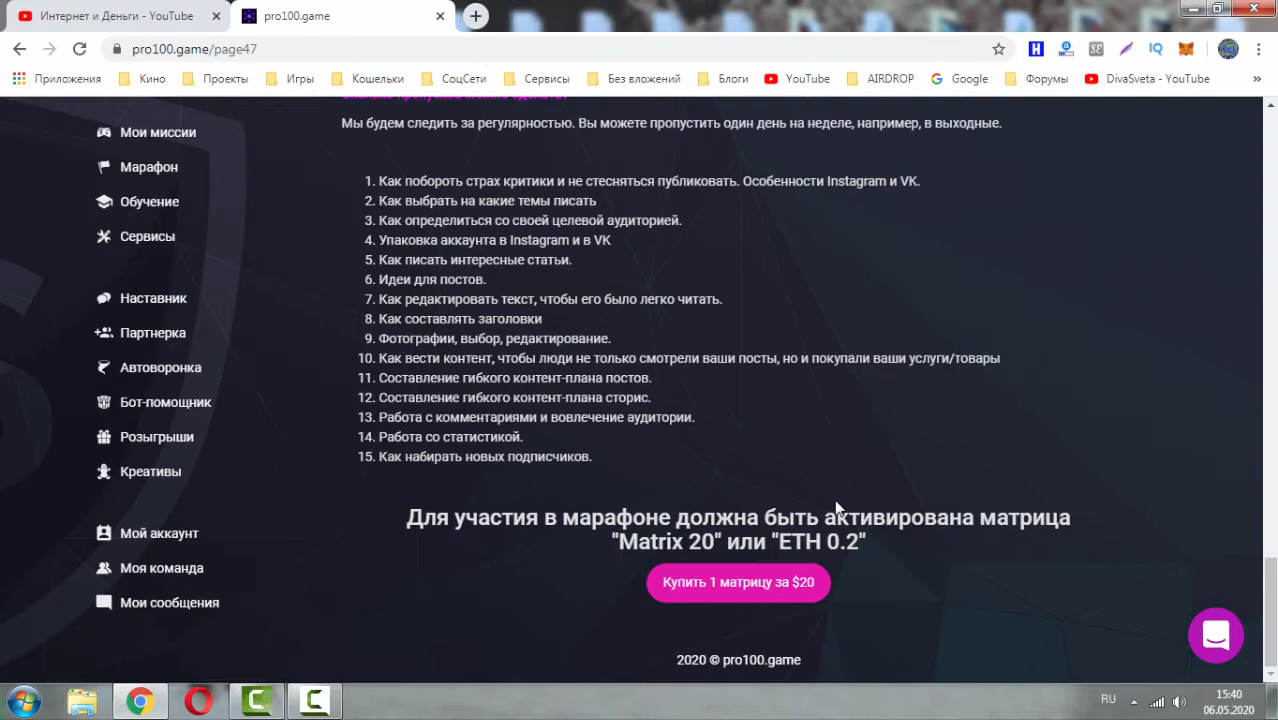 Интернет и Деньги - YouTube
pro100.game
pro100.game/page47
Приложения
Кино
Проекты
Игры
Кошельки
СоцСети
Сервисы
Без вложений
Блоги
YouTube
AIRDROP
Google
Форумы
DivaSveta - YouTube
Мы будем следить за регулярностью. Вы можете пропустить один день на неделе, например, в выходные.
1. Как побороть страх критики и не стесняться публиковать. Особенности Instagram и VK.
2. Как выбрать на какие темы писать
3. Как определиться со своей целевой аудиторией.
4. Упаковка аккаунта в Instagram и в VK
5. Как писать интересные статьи.
6. Идеи для постов.
7. Как редактировать текст, чтобы его было легко читать.
8. Как составлять заголовки
9. Фотографии, выбор, редактирование.
10. Как вести контент, чтобы люди не только смотрели ваши посты, но и покупали ваши услуги/товары
11. Составление гибкого контент-плана постов.
12. Составление гибкого контент-плана сторис.
13. Работа с комментариями и вовлечение аудитории.
14. Работа со статистикой.
15. Как набирать новых подписчиков.
Для участия в марафоне должна быть активирована матрица
"Matrix 20" или "ETH 0.2"
Купить 1 матрицу за $20
2020 © pro100.game
Мои миссии
Марафон
Обучение
Сервисы
Наставник
Партнерка
Автоворонка
Бот-помощник
Розыгрыши
Креативы
Мой аккаунт
Моя команда
Мои сообщения
RU
15:40
06.05.2020